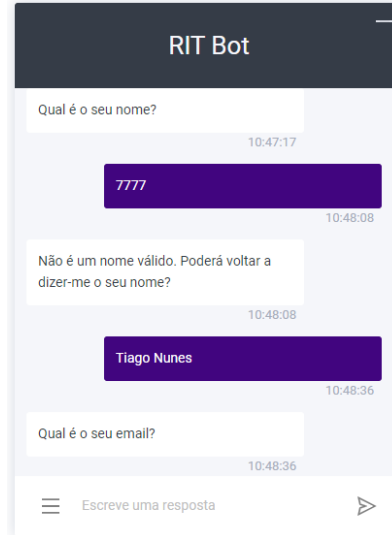 RIT Bot
Qual é o seu nome?
10:47:17
7777
10:48:08
Não é um nome válido. Poderá voltar a
dizer-me o seu nome?
10:48:08
Tiago Nunes
10:48:36
Qual é o seu email?
10:48:36
Escreve uma resposta